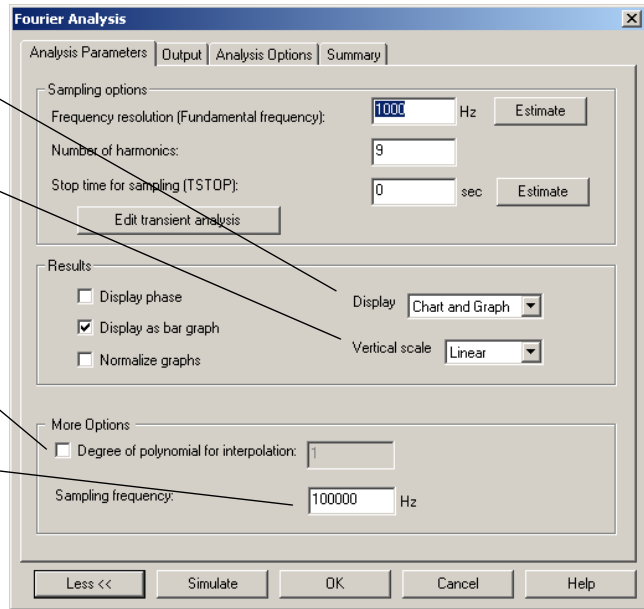 Fourier Analysis
Analysis Parameters Output Analysis Options Summary
Sampling options
Frequency resolution (Fundamental frequency): 1000 Hz Estimate
Number of harmonics: 9
Stop time for sampling (TSTOP): 0 sec Estimate
Edit transient analysis
Results
Display phase
Display Chart and Graph
Display as bar graph
Vertical scale Linear
Normalize graphs
More Options
Degree of polynomial for interpolation: 1
Sampling frequency: 100000 Hz
Less << Simulate OK Cancel Help